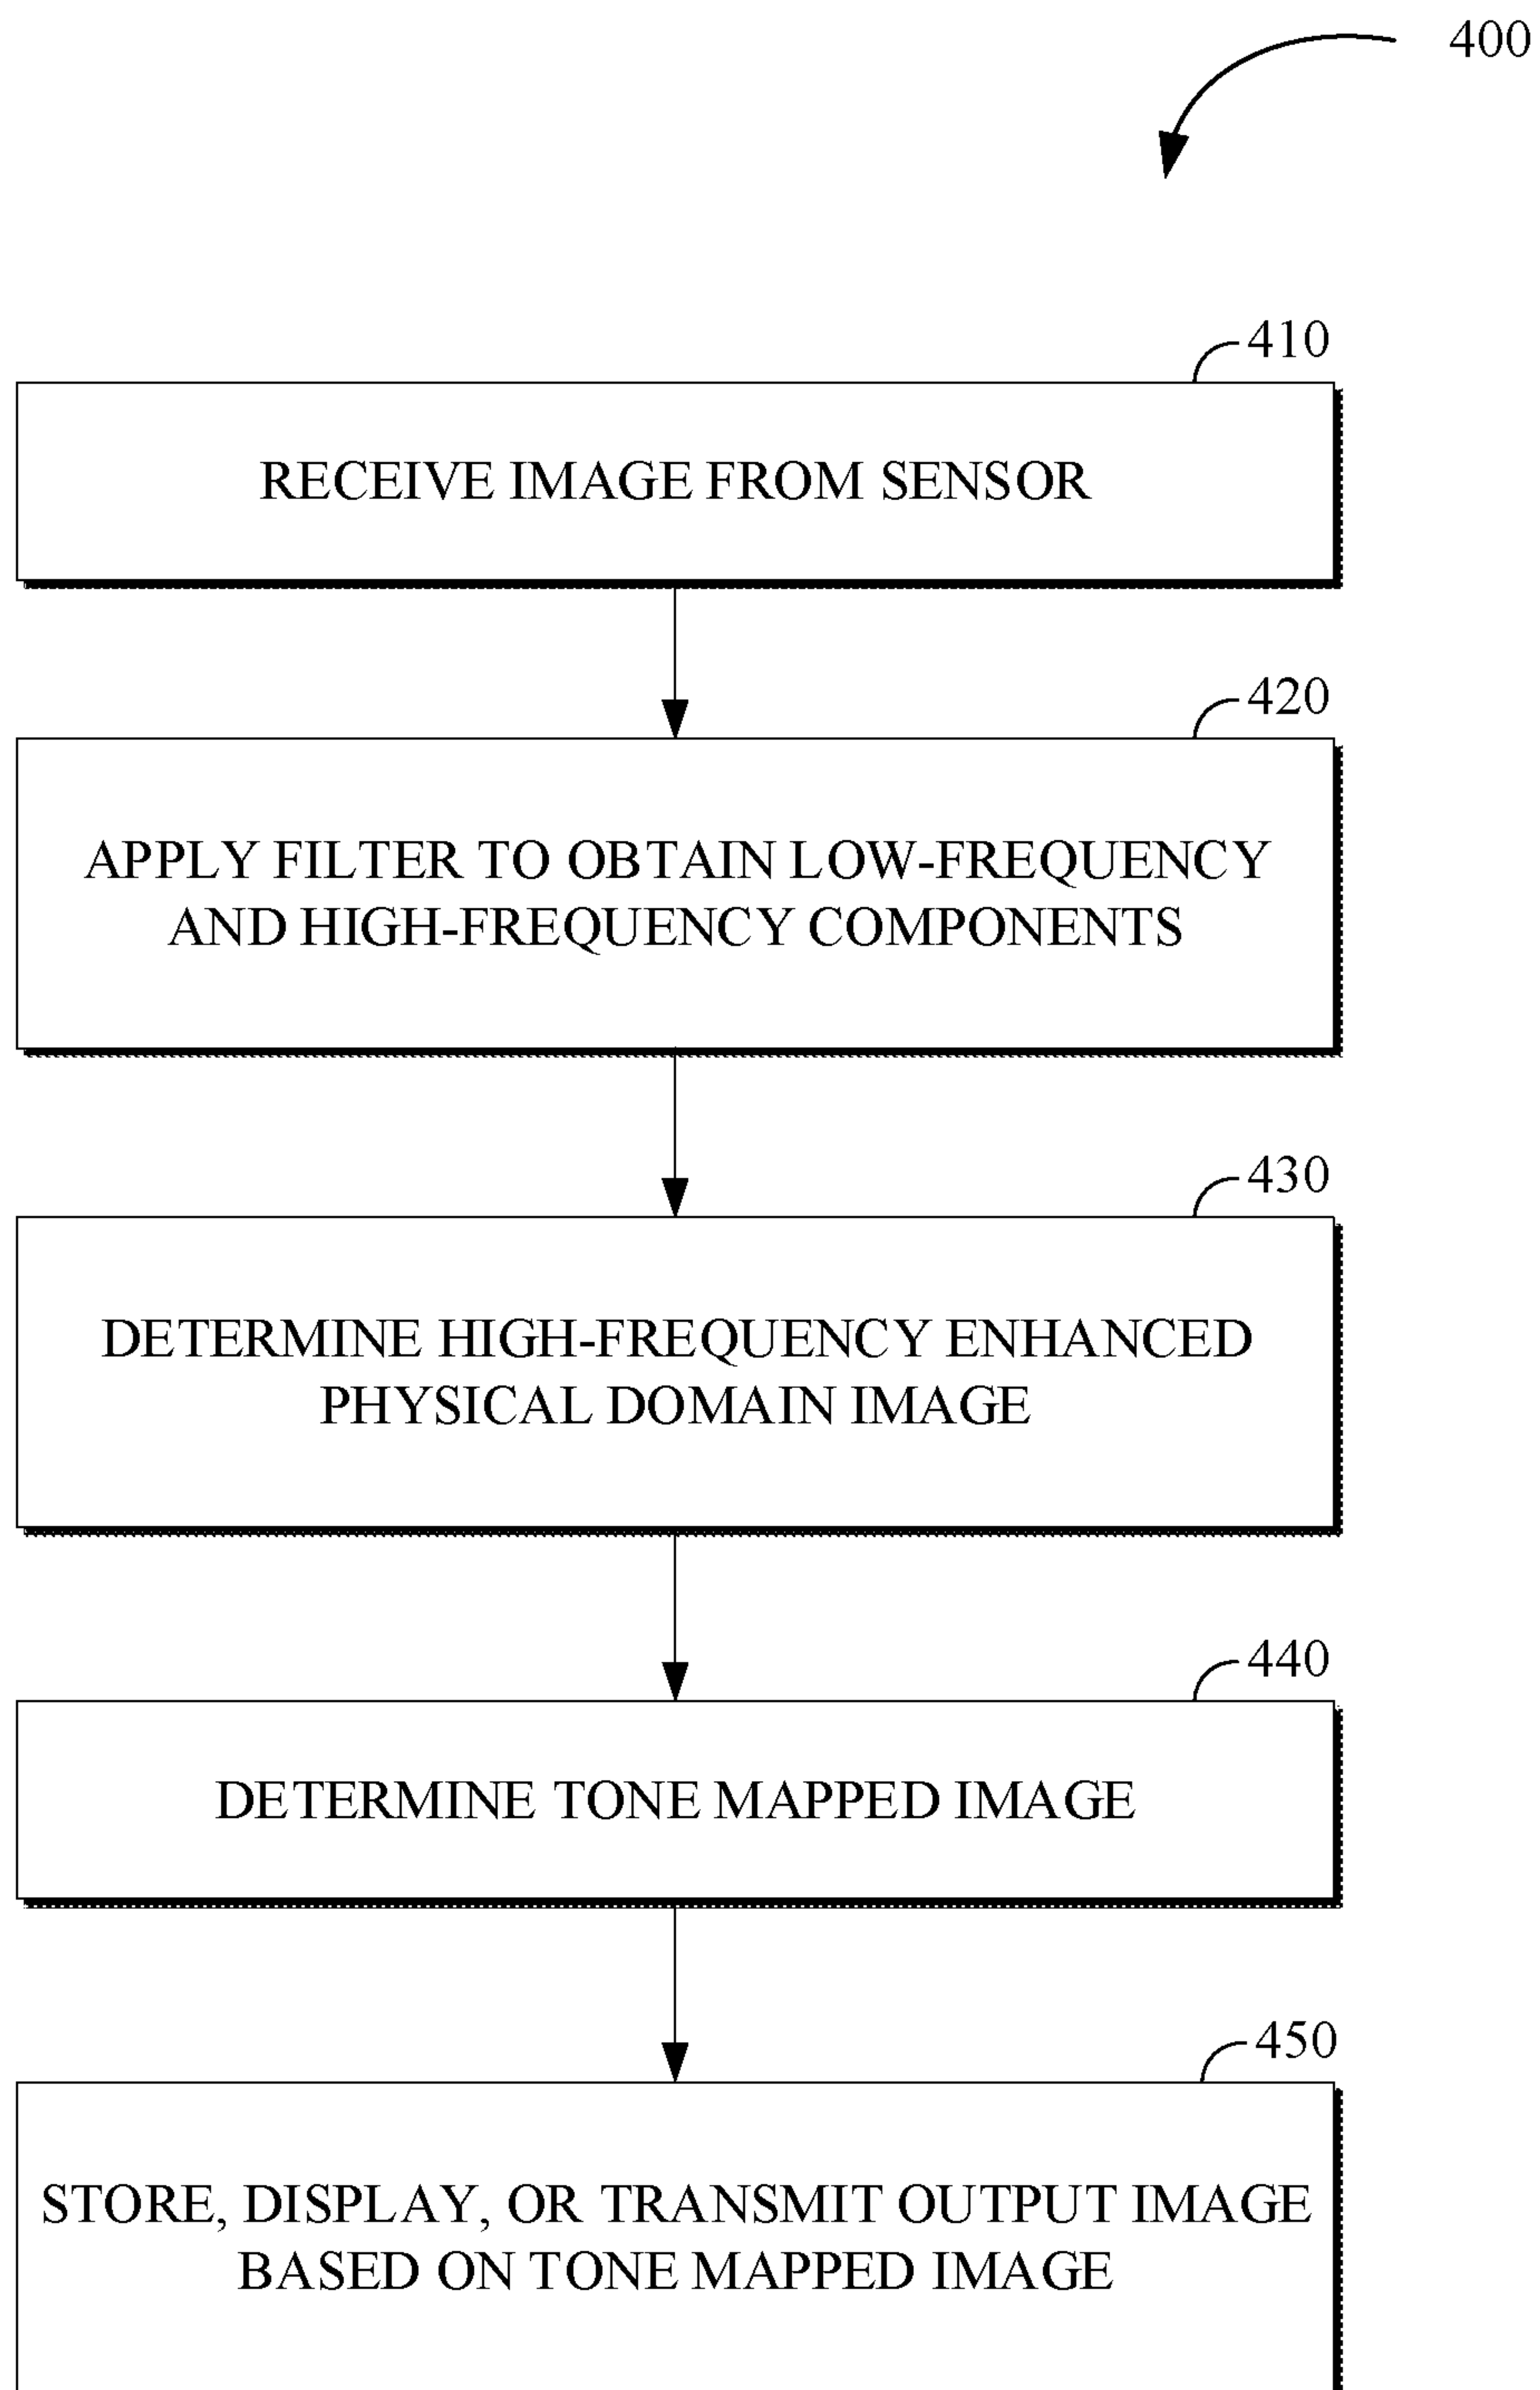 400
410
RECEIVE IMAGE FROM SENSOR
420
APPLY FILTER TO OBTAIN LOW-FREQUENCY
AND HIGH-FREQUENCY COMPONENTS
430
DETERMINE HIGH-FREQUENCY ENHANCED
PHYSICAL DOMAIN IMAGE
440
DETERMINE TONE MAPPED IMAGE
450
STORE, DISPLAY, OR TRANSMIT OUTPUT IMAGE
BASED ON TONE MAPPED IMAGE